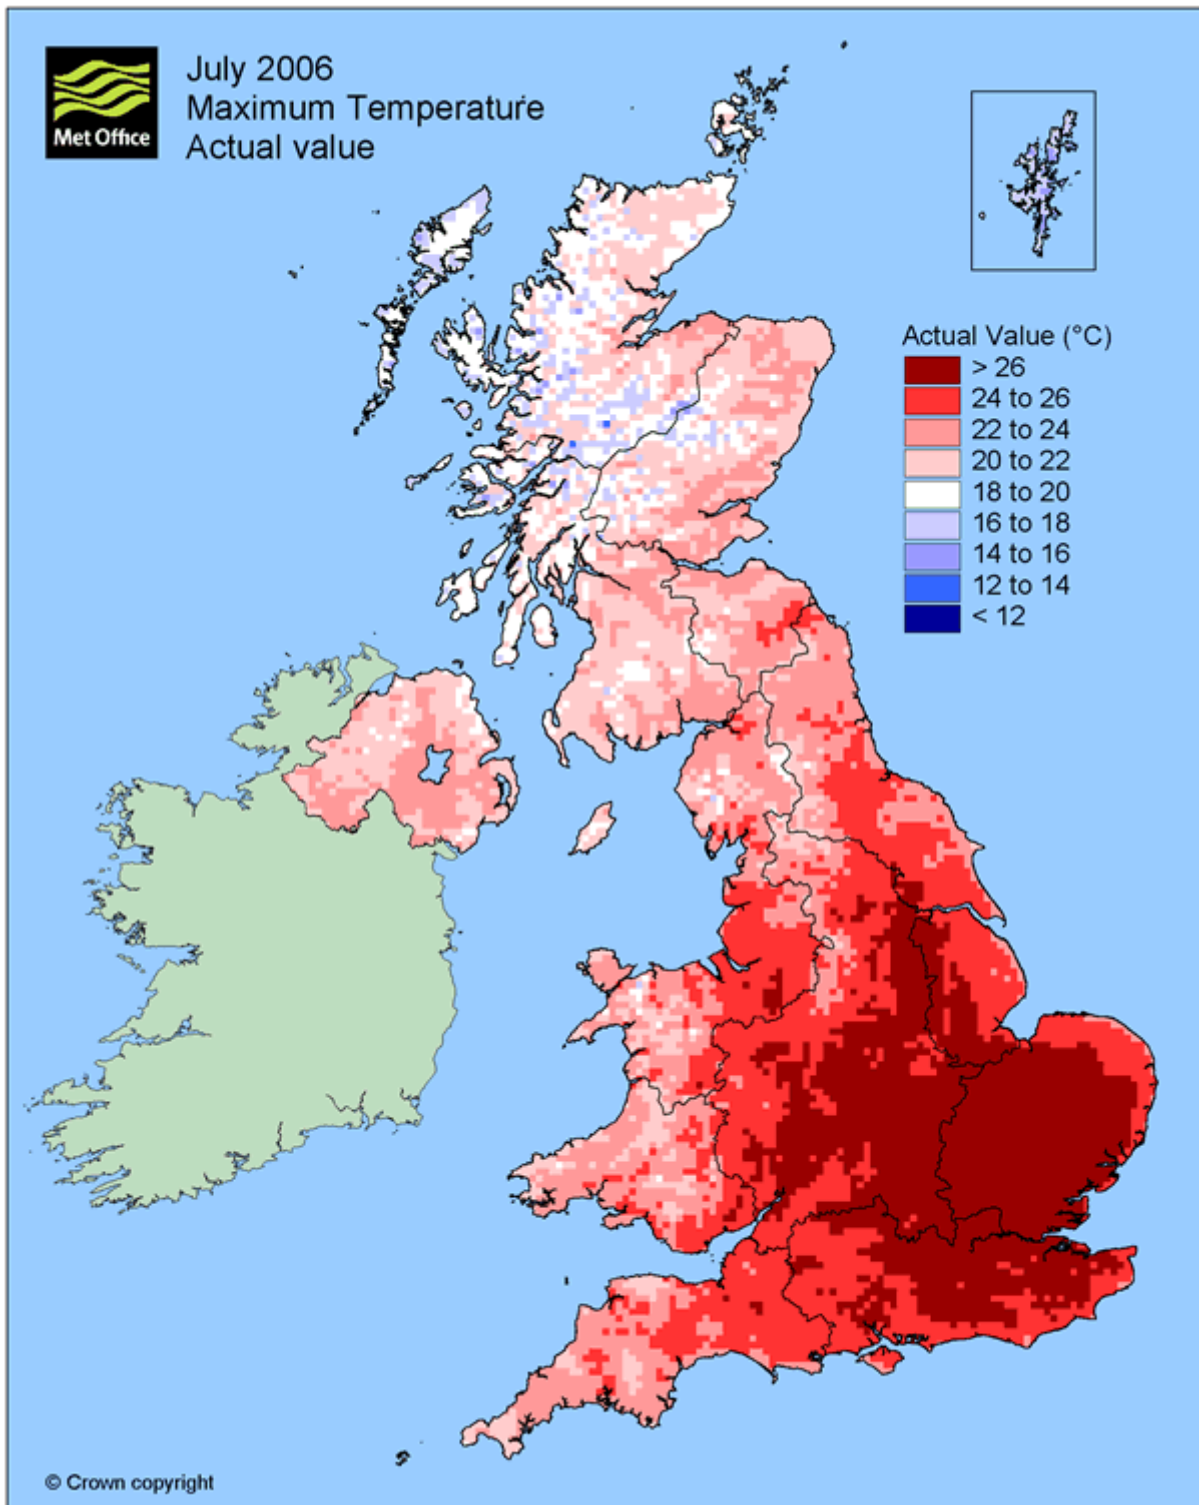 July 2006
Maximum Temperature
Actual value
Met Office
Actual Value (°C)
> 26
24 to 26
22 to 24
20 to 22
18 to 20
16 to 18
14 to 16
12 to 14
< 12
© Crown copyright